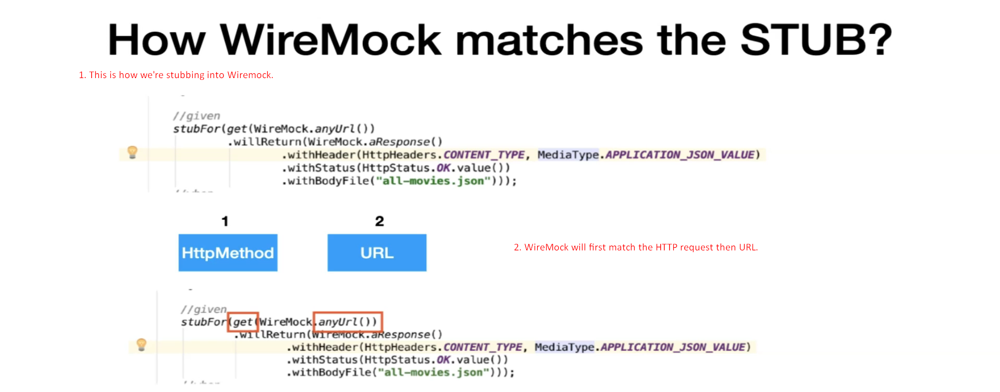 How WireMock matches the STUB?
1. This is how we're stubbing into Wiremock.
//given
stubFor(get(WireMock.anyUrl())
.willReturn(WireMock.aResponse()
.withHeader(HttpHeaders.CONTENT_TYPE, MediaType.APPLICATION_JSON_VALUE)
.withStatus(HttpStatus.OK.value())
.withBodyFile("all-movies.json")));
1 2
HttpMethod URL
2. WireMock will first match the HTTP request then URL.
//given
stubFor(get(WireMock.anyUrl())
.willReturn(WireMock.aResponse()
.withHeader(HttpHeaders.CONTENT_TYPE, MediaType.APPLICATION_JSON_VALUE)
.withStatus(HttpStatus.OK.value())
.withBodyFile("all-movies.json")));